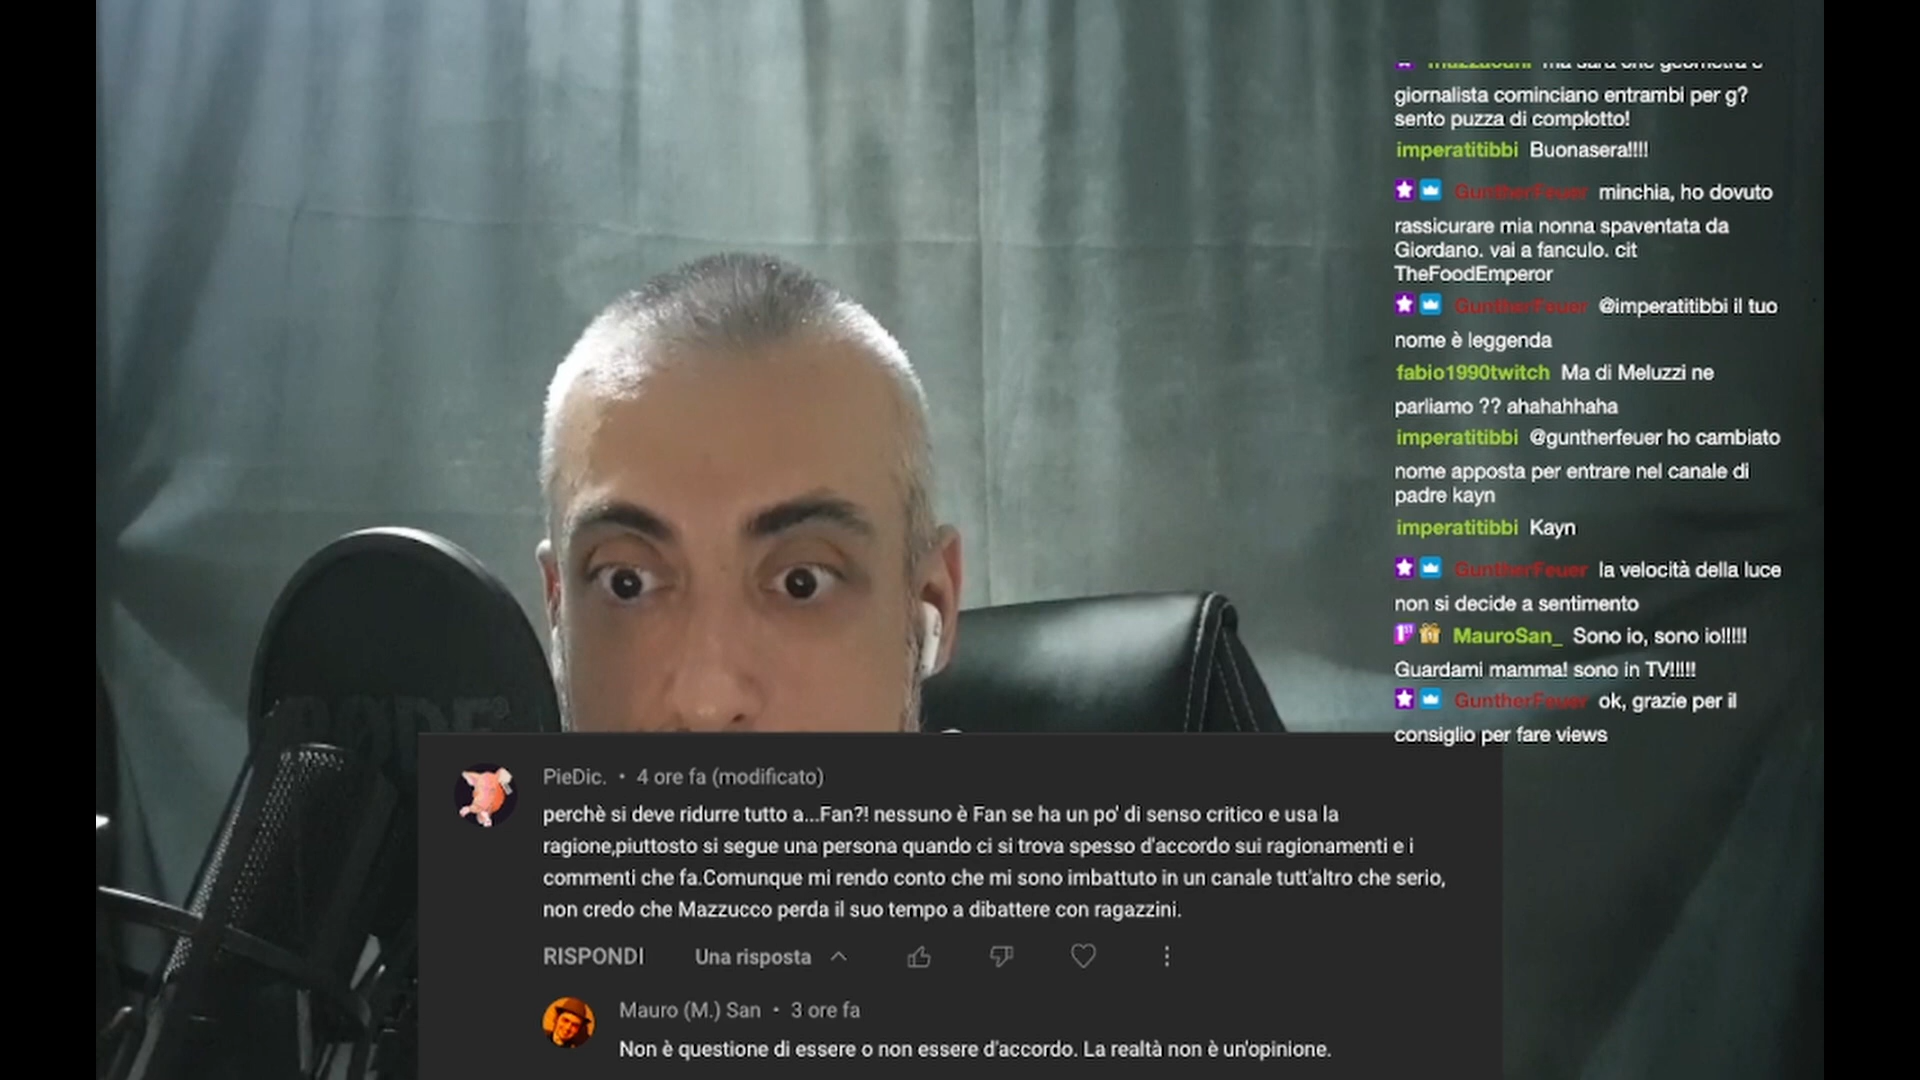 giornalista cominciano entrambi per g?
sento puzza di complotto!
imperatitibbi Buonasera!!!!
GuntherFeuer minchia, ho dovuto
rassicurare mia nonna spaventata da
Giordano. vai a fanculo. cit
TheFoodEmperor
GuntherFeuer @imperatitibbi il tuo
nome è leggenda
fabio1990twitch Ma di Meluzzi ne
parliamo ?? ahahahhaha
imperatitibbi @guntherfeuer ho cambiato
nome apposta per entrare nel canale di
padre kayn
imperatitibbi Kayn
GuntherFeuer la velocità della luce
non si decide a sentimento
MauroSan_ Sono io, sono io!!!!!
Guardami mamma! sono in TV!!!!!
GuntherFeuer ok, grazie per il
consiglio per fare views
PieDic. • 4 ore fa (modificato)
perchè si deve ridurre tutto a...Fan?! nessuno è Fan se ha un po' di senso critico e usa la
ragione,piuttosto si segue una persona quando ci si trova spesso d'accordo sui ragionamenti e i
commenti che fa.Comunque mi rendo conto che mi sono imbattuto in un canale tutt'altro che serio,
non credo che Mazzucco perda il suo tempo a dibattere con ragazzini.
RISPONDI Una risposta
Mauro (M.) San • 3 ore fa
Non è questione di essere o non essere d'accordo. La realtà non è un'opinione.